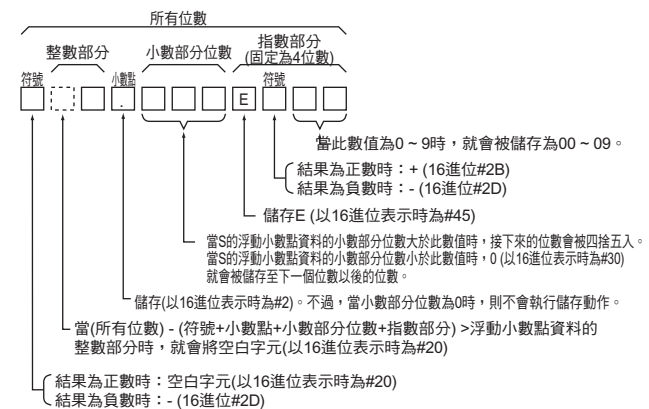 所有位數
整數部分
小數部分位數
指數部分
(固定為4位數)
符號
小數點
符號
.
E
當此數值為0 ~ 9時，就會被儲存為00 ~ 09。
結果為正數時：+ (16進位#2B)
結果為負數時：- (16進位#2D)
儲存E (以16進位表示時為#45)
當S的浮動小數點資料的小數部分位數大於此數值時，接下來的位數會被四捨五入。
當S的浮動小數點資料的小數部分位數小於此數值時，0 (以16進位表示時為#30)
就會被儲存至下一個位數以後的位數。
儲存(以16進位表示時為#2)。不過，當小數部分位數為0時，則不會執行儲存動作。
當(所有位數) - (符號+小數點+小數部分位數+指數部分) >浮動小數點資料的
整數部分時，就會將空白字元(以16進位表示時為#20)
結果為正數時：空白字元(以16進位表示時為#20)
結果為負數時：- (16進位#2D)